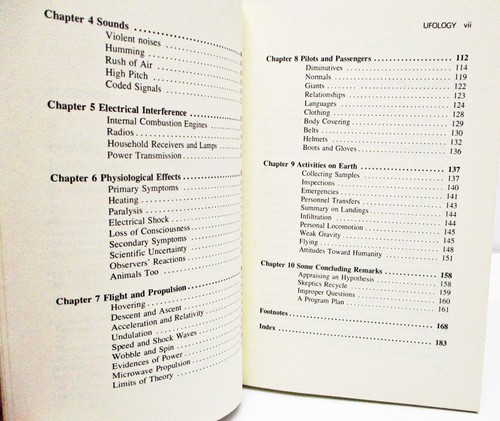 Chapter 4 Sounds
Violent noises
Humming
Rush of Air
High Pitch
Coded Signals
Chapter 5 Electrical Interference
Internal Combustion Engines
Radios
Household Receivers and Lamps
Power Transmission
Chapter 6 Physiological Effects
Primary Symptoms
Heating
Paralysis
Electrical Shock
Loss of Consciousness
Secondary Symptoms
Scientific Uncertainty
Observers' Reactions
Animals Too
Chapter 7 Flight and Propulsion
Hovering
Descent and Ascent
Acceleration and Relativity
Undulation
Speed and Shock Waves
Wobble and Spin
Evidences of Power
Microwave Propulsion
Limits of Theory
UFOLOGY vii
Chapter 8 Pilots and Passengers 112
Diminutives 114
Normals 119
Giants 122
Relationships 123
Languages 124
Clothing 128
Body Covering 129
Belts 130
Helmets 132
Boots and Gloves 136
Chapter 9 Activities on Earth 137
Collecting Samples 137
Inspections 140
Emergencies 141
Personnel Transfers 143
Summary on Landings 144
Infiltration 144
Personal Locomotion 145
Weak Gravity 145
Flying 148
Attitudes Toward Humanity 151
Chapter 10 Some Concluding Remarks 158
Appraising an Hypothesis 158
Skeptics Recycle 159
Improper Questions 160
A Program Plan 161
Footnotes 168
Index 183